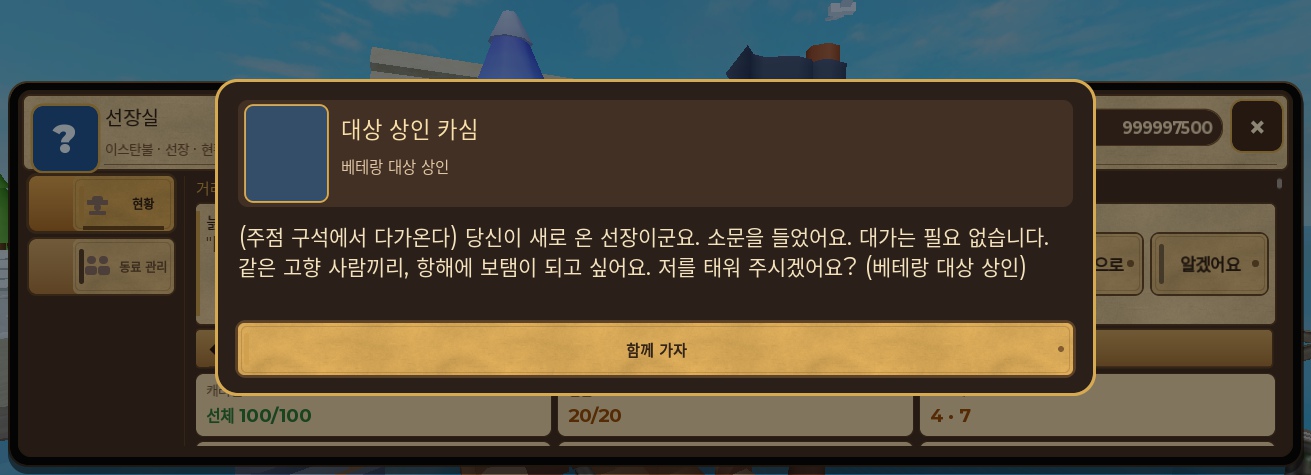 선장실
이스탄불 · 선장 · 현
999997500
현황
동료 관리
대상 상인 카심
베테랑 대상 상인
(주점 구석에서 다가온다) 당신이 새로 온 선장이군요. 소문을 들었어요. 대가는 필요 없습니다.
같은 고향 사람끼리, 항해에 보탬이 되고 싶어요. 저를 태워 주시겠어요? (베테랑 대상 상인)
함께 가자
으로
알겠어요
선체 100/100
20/20
4 · 7